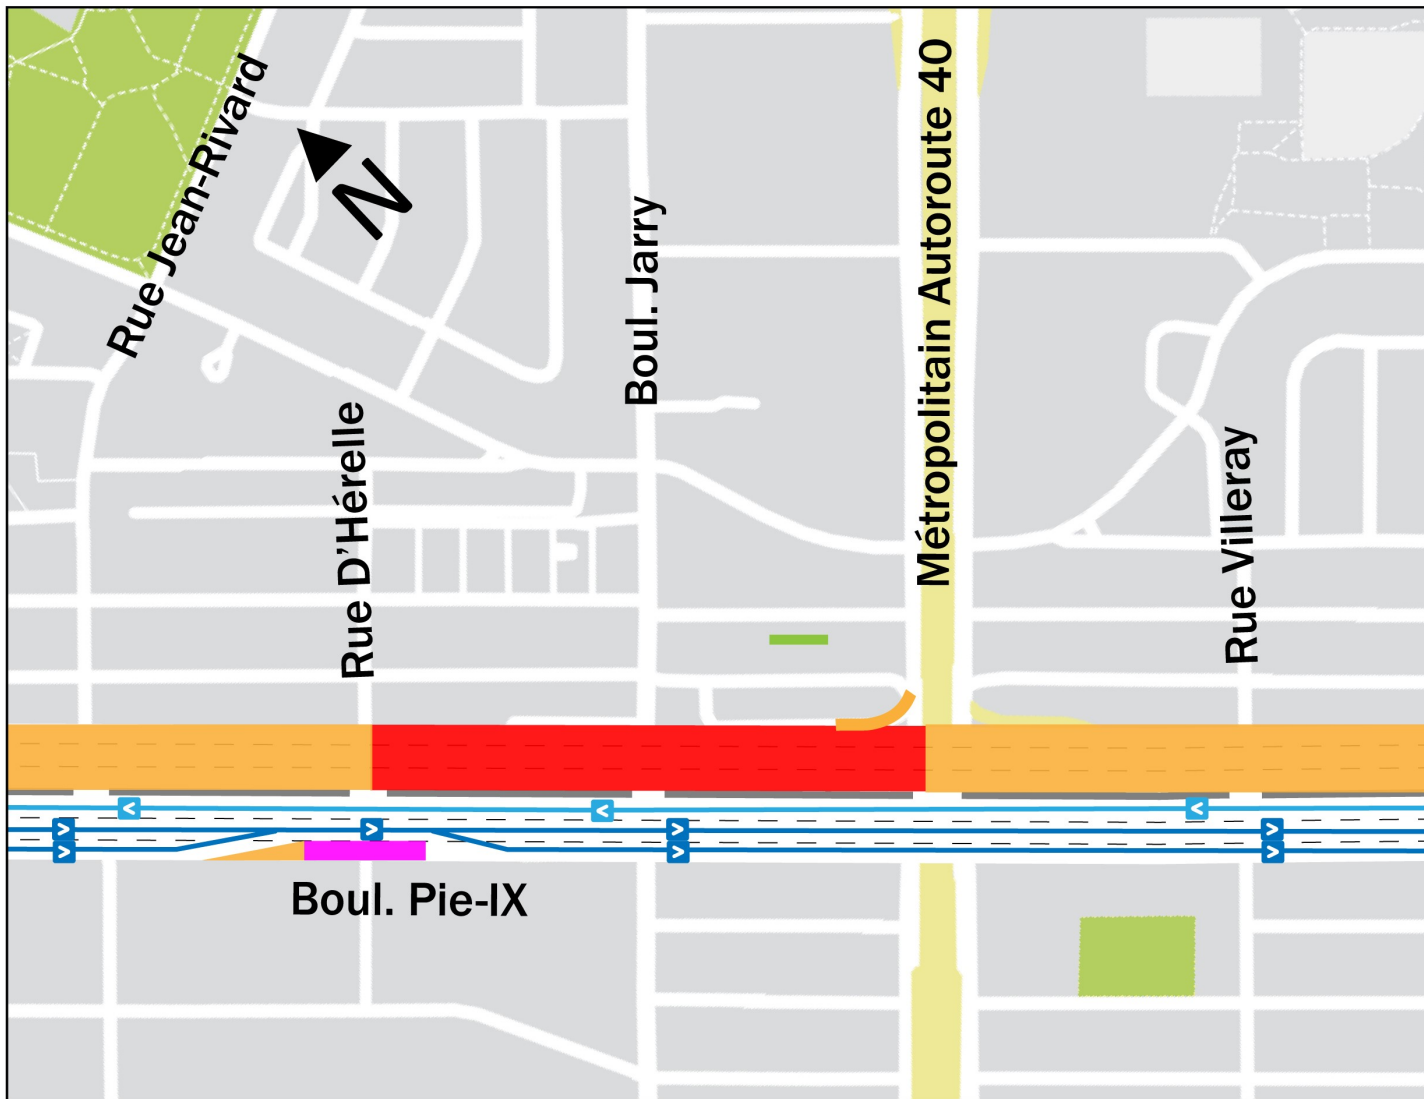 Rue Jean-Rivard
N
Rue D'Hérelle
Boul. Jarry
Métropolitain Autoroute 40
Rue Villeray
Boul. Pie-IX